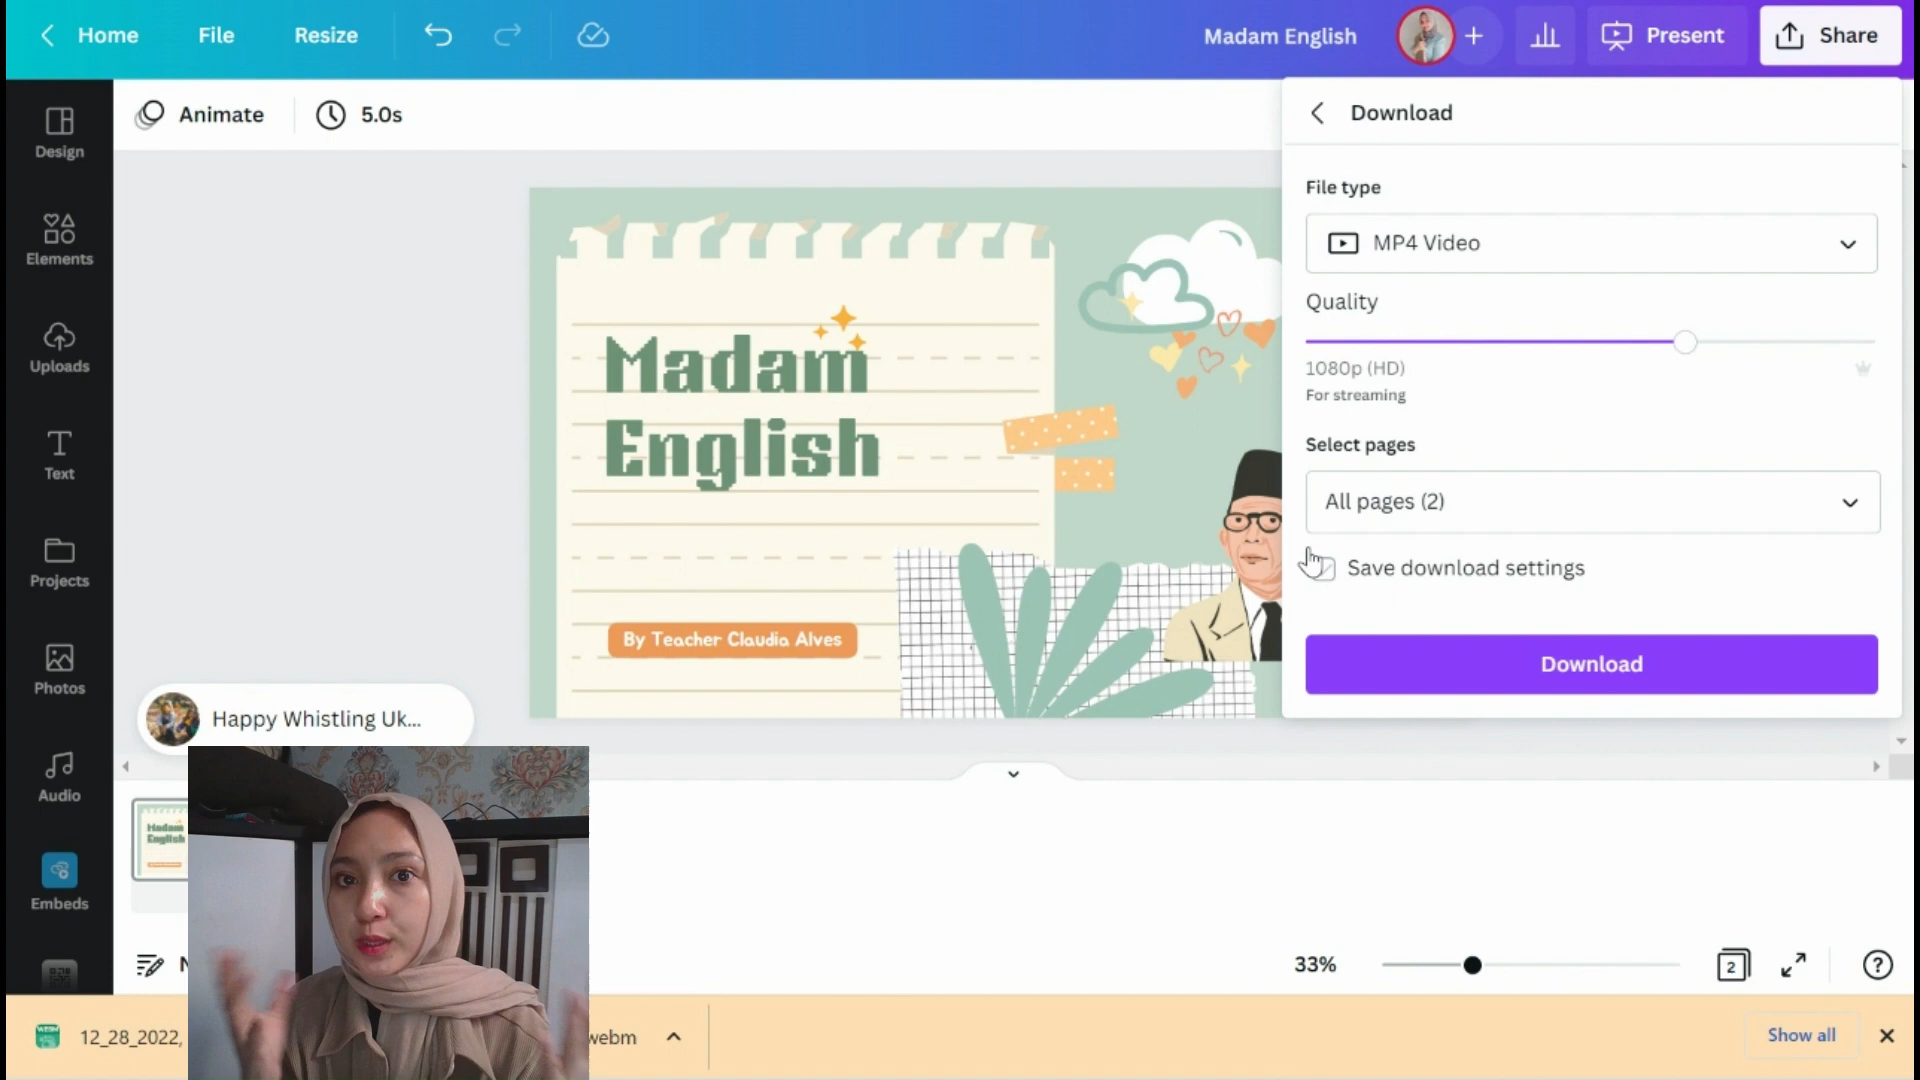 Home
File
Resize
Madam English
Present
Share
Design
Elements
Uploads
Text
Projects
Photos
Audio
Embeds
Animate
5.0s
Madam
English
By Teacher Claudia Alves
Happy Whistling Uk...
Download
File type
MP4 Video
Quality
1080p (HD)
For streaming
Select pages
All pages (2)
Save download settings
Download
Madam
English
N
33%
2
?
12_28_2022,
webm
Show all